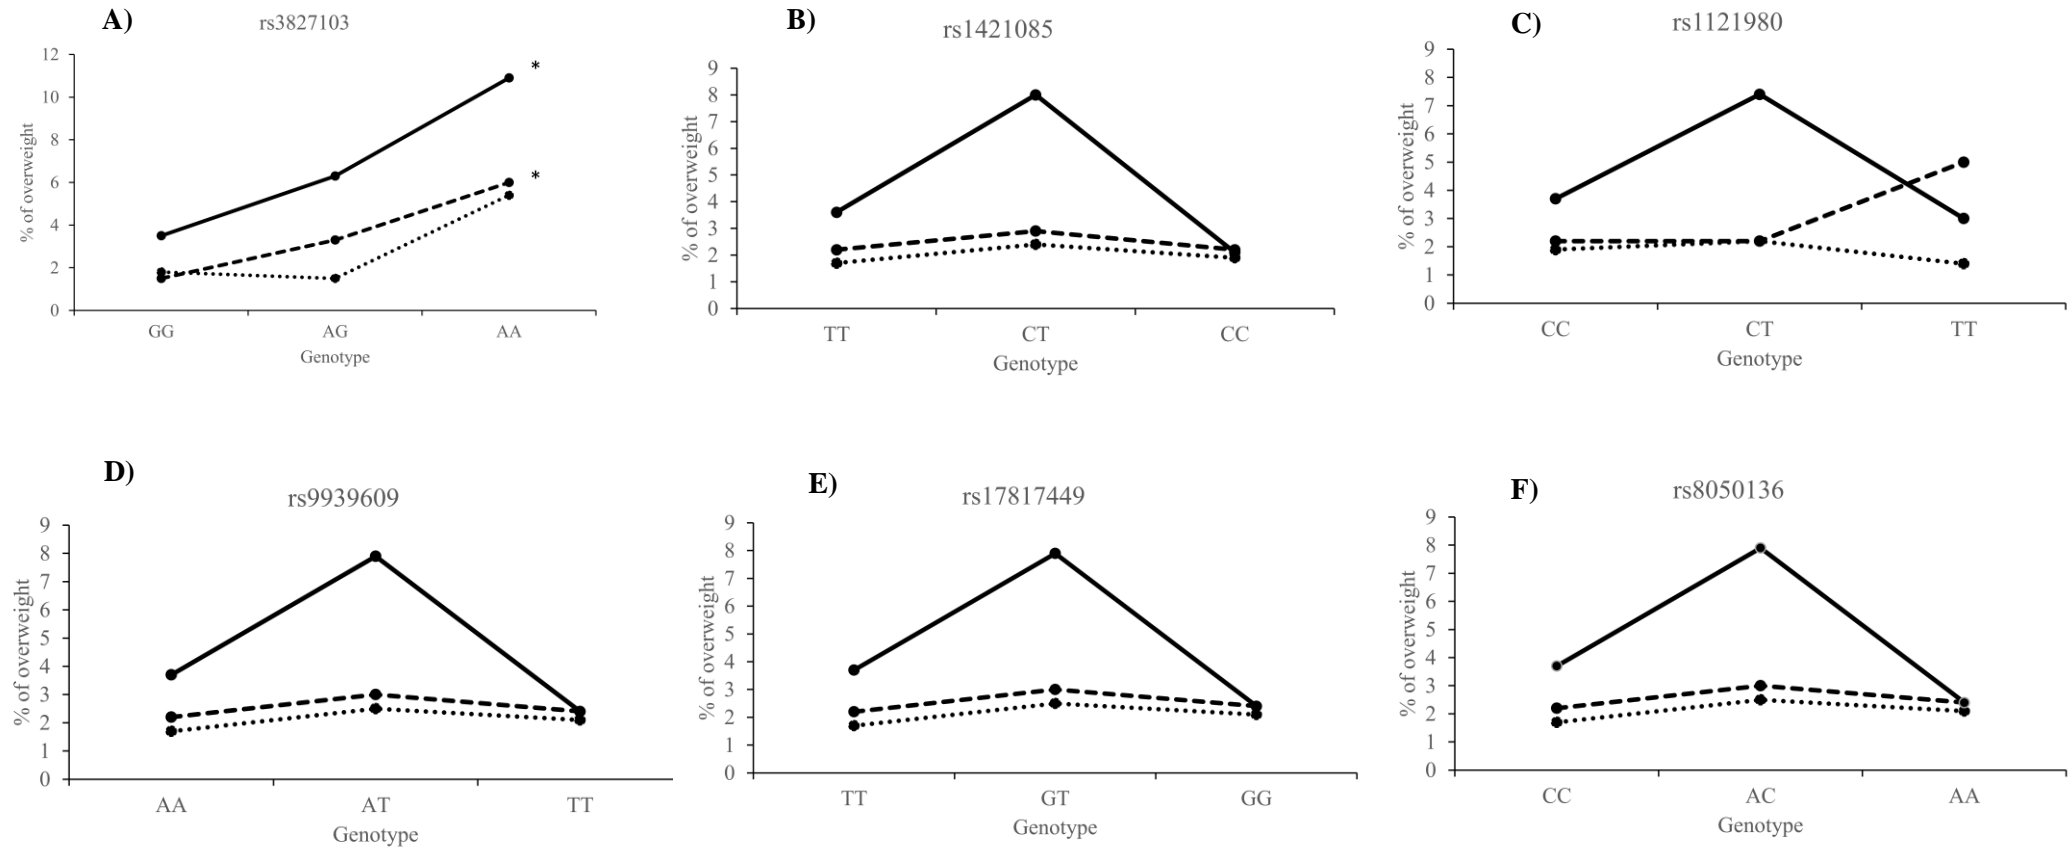 A)
rs3827103
12
10
8
6
4
2
0
% of overweight
*
*
GG AG AA
Genotype
B)
rs1421085
9
8
7
6
5
4
3
2
1
0
% of overweight
TT CT CC
Genotype
C)
rs1121980
9
8
7
6
5
4
3
2
1
0
% of overweight
CC CT TT
Genotype
D)
rs9939609
9
8
7
6
5
4
3
2
1
0
% of overweight
AA AT TT
Genotype
E)
rs17817449
9
8
7
6
5
4
3
2
1
0
% of overweight
TT GT GG
Genotype
F)
rs8050136
9
8
7
6
5
4
3
2
1
0
% of overweight
CC AC AA
Genotype